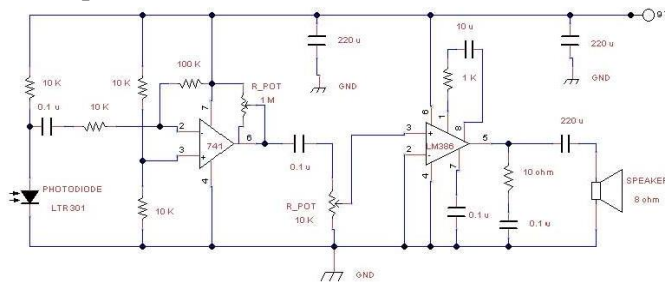 9
220 u
GND
220 u
GND
10 u
1 K
10 K
10 K
100 K
R_POT
1 M
0.1 u
10 K
7
2
3
741
6
4
0.1 u
R_POT
10 K
6
1
8
3
2
LM386
5
7
4
220 u
PHOTODIODE
LTR301
10 K
10 ohm
0.1 u
0.1 u
SPEAKER
8 ohm
GND